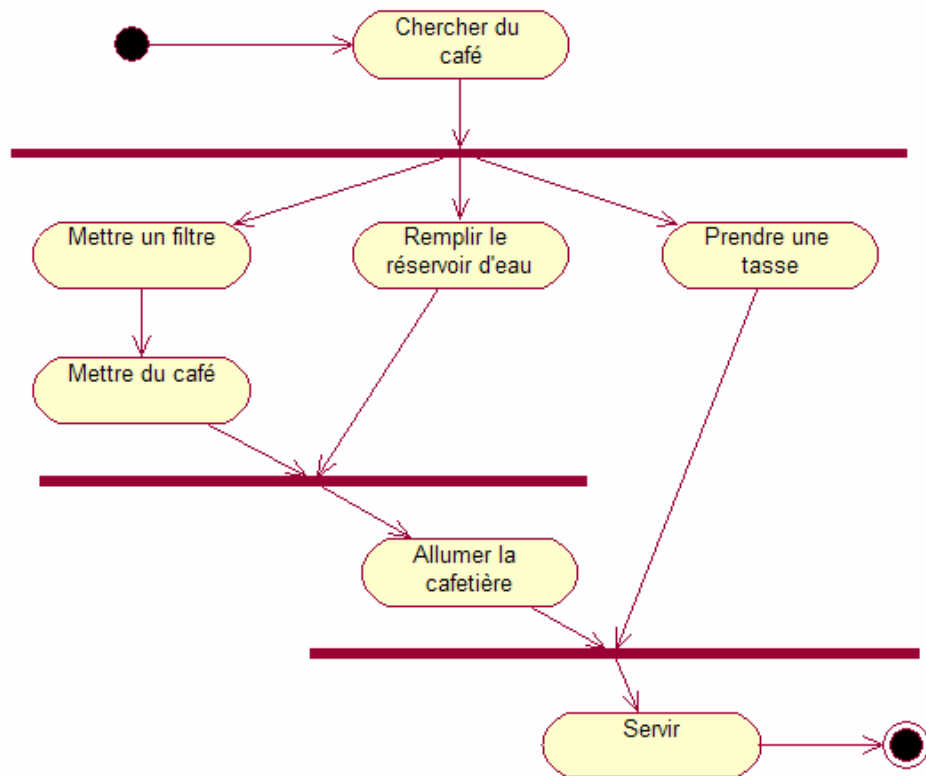 Chercher du
café
Mettre un filtre
Remplir le
réservoir d'eau
Prendre une
tasse
Mettre du café
Allumer la
cafetière
Servir